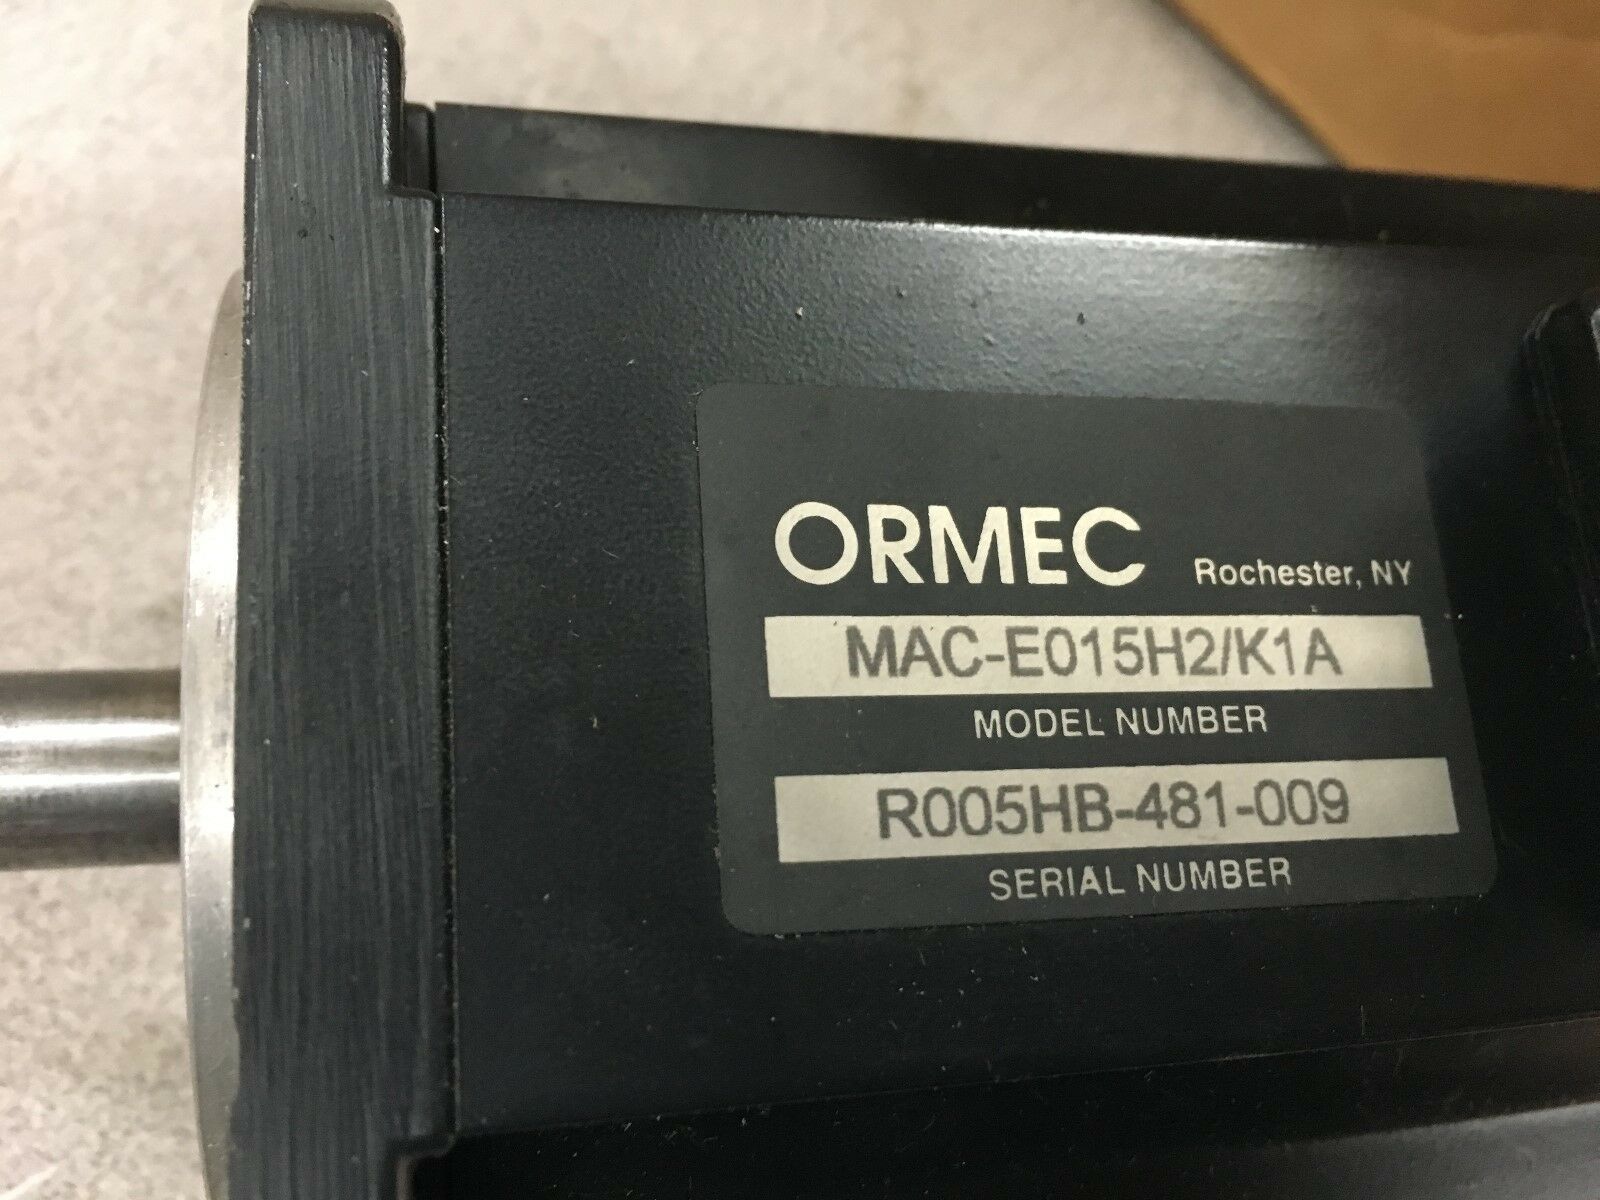 ORMEC Rochester, NY
MAC-E015H2/K1A
MODEL NUMBER
R005HB-481-009
SERIAL NUMBER